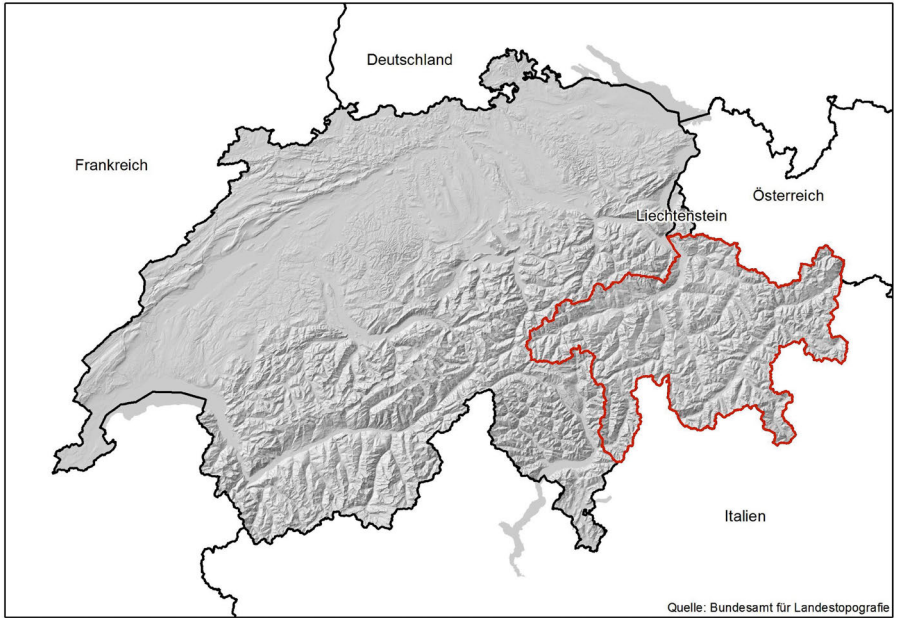 Deutschland
Frankreich
Österreich
Liechtenstein
Italien
Quelle: Bundesamt für Landestopografie